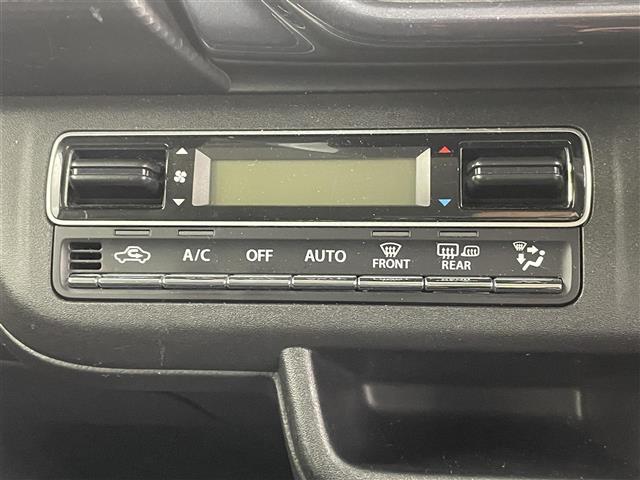 A/C OFF AUTO FRONT REAR